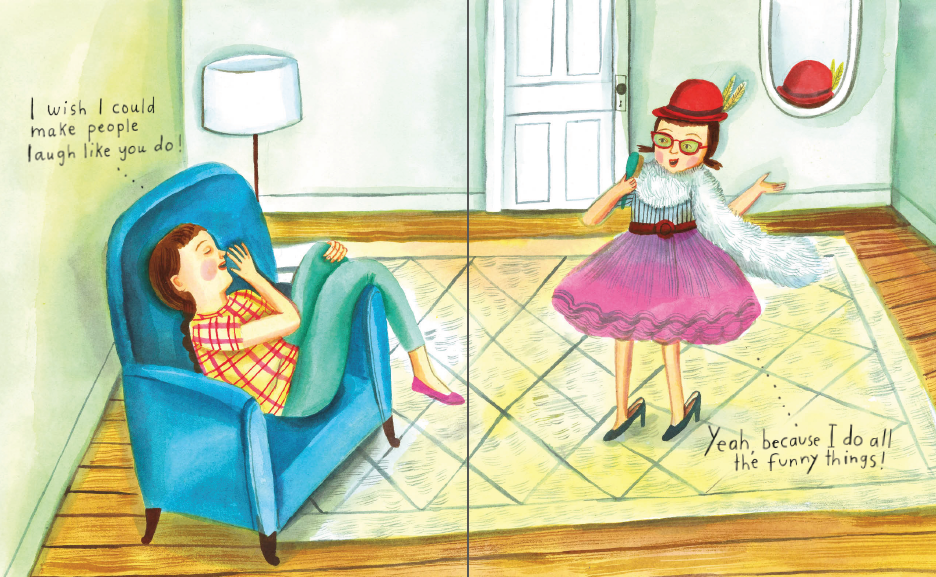 I wish I could
make people
laugh like you do!
Yeah, because I do all
the funny things!